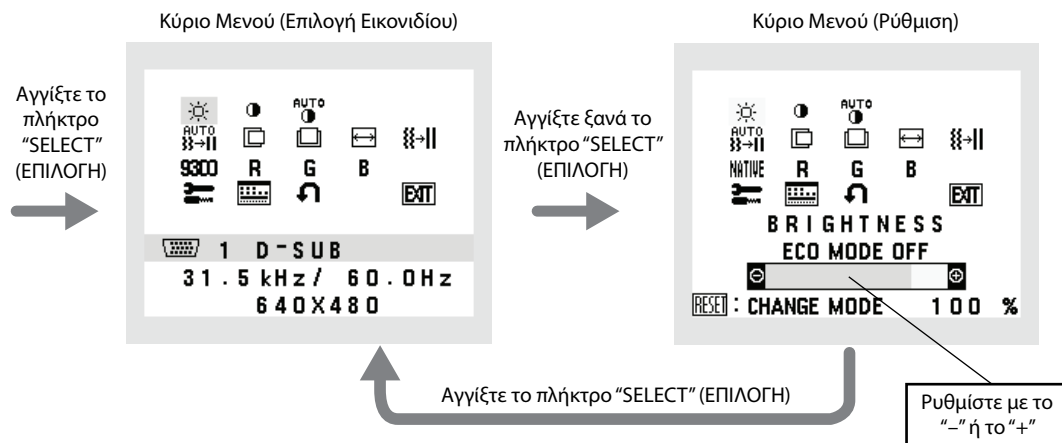 Κύριο Μενού (Επιλογή Εικονιδίου)
Κύριο Μενού (Ρύθμιση)
Αγγίξτε το
πλήκτρο
“SELECT”
(ΕΠΙΛΟΓΗ)
AUTO
AUTO
9300 R G B
EXIT
1 D-SUB
31.5 kHz/ 60.0Hz
640X480
Αγγίξτε ξανά το
πλήκτρο “SELECT”
(ΕΠΙΛΟΓΗ)
AUTO
AUTO
NATIVE R G B
EXIT
BRIGHTNESS
ECO MODE OFF
RESET : CHANGE MODE 100 %
Αγγίξτε το πλήκτρο “SELECT” (ΕΠΙΛΟΓΗ)
Ρυθμίστε με το
“–” ή το “+”